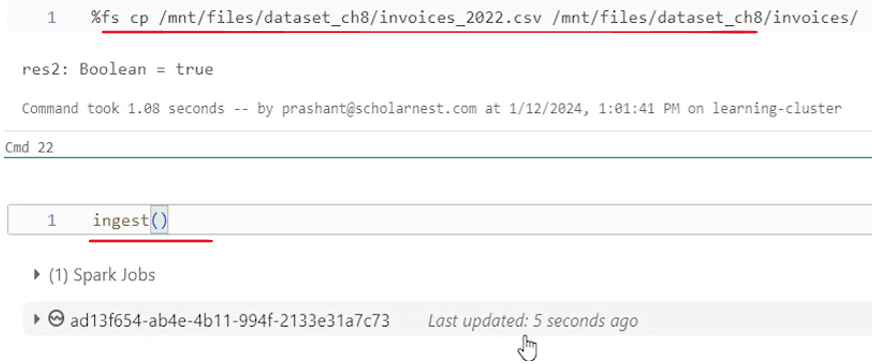 1 %fs cp /mnt/files/dataset_ch8/invoices_2022.csv /mnt/files/dataset_ch8/invoices/
res2: Boolean = true
Command took 1.08 seconds -- by prashant@scholarnest.com at 1/12/2024, 1:01:41 PM on learning-cluster
Cmd 22
1 ingest()
(1) Spark Jobs
ad13f654-ab4e-4b11-994f-2133e31a7c73 Last updated: 5 seconds ago